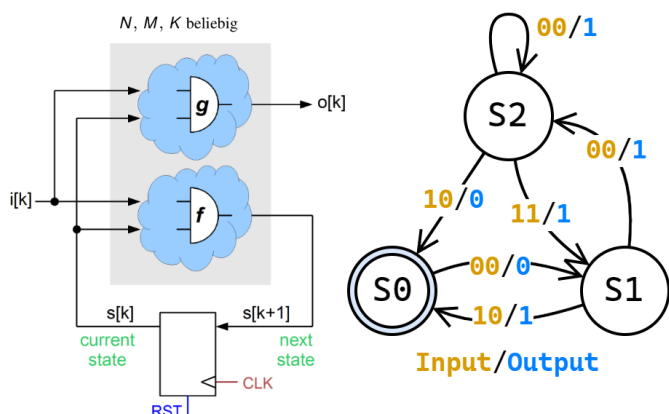 N, M, K beliebig
g
o[k]
i[k]
f
s[k]
s[k+1]
current
state
next
state
CLK
RST
00/1
S2
00/1
10/0
11/1
S0
00/0
S1
10/1
Input/Output